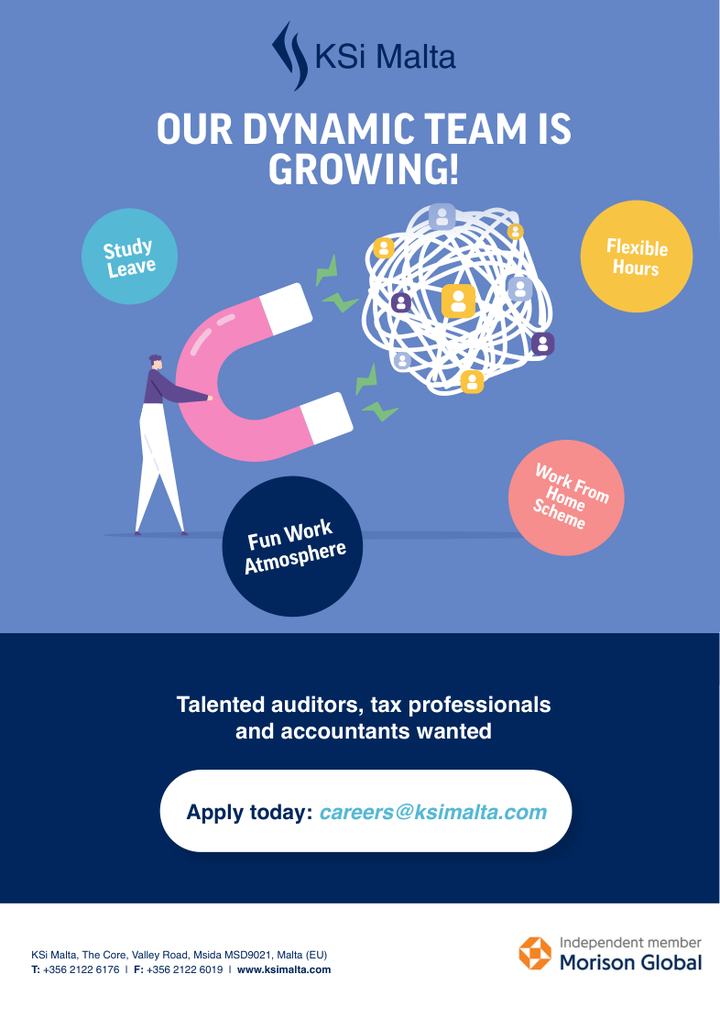 KSi Malta
OUR DYNAMIC TEAM IS
GROWING!
Study
Leave
Flexible
Hours
Work From
Home
Scheme
Fun Work
Atmosphere
Talented auditors, tax professionals
and accountants wanted
Apply today: careers@ksimalta.com
KSi Malta, The Core, Valley Road, Msida MSD9021, Malta (EU)
T: +356 2122 6176 | F: +356 2122 6019 | www.ksimalta.com
Independent member
Morison Global